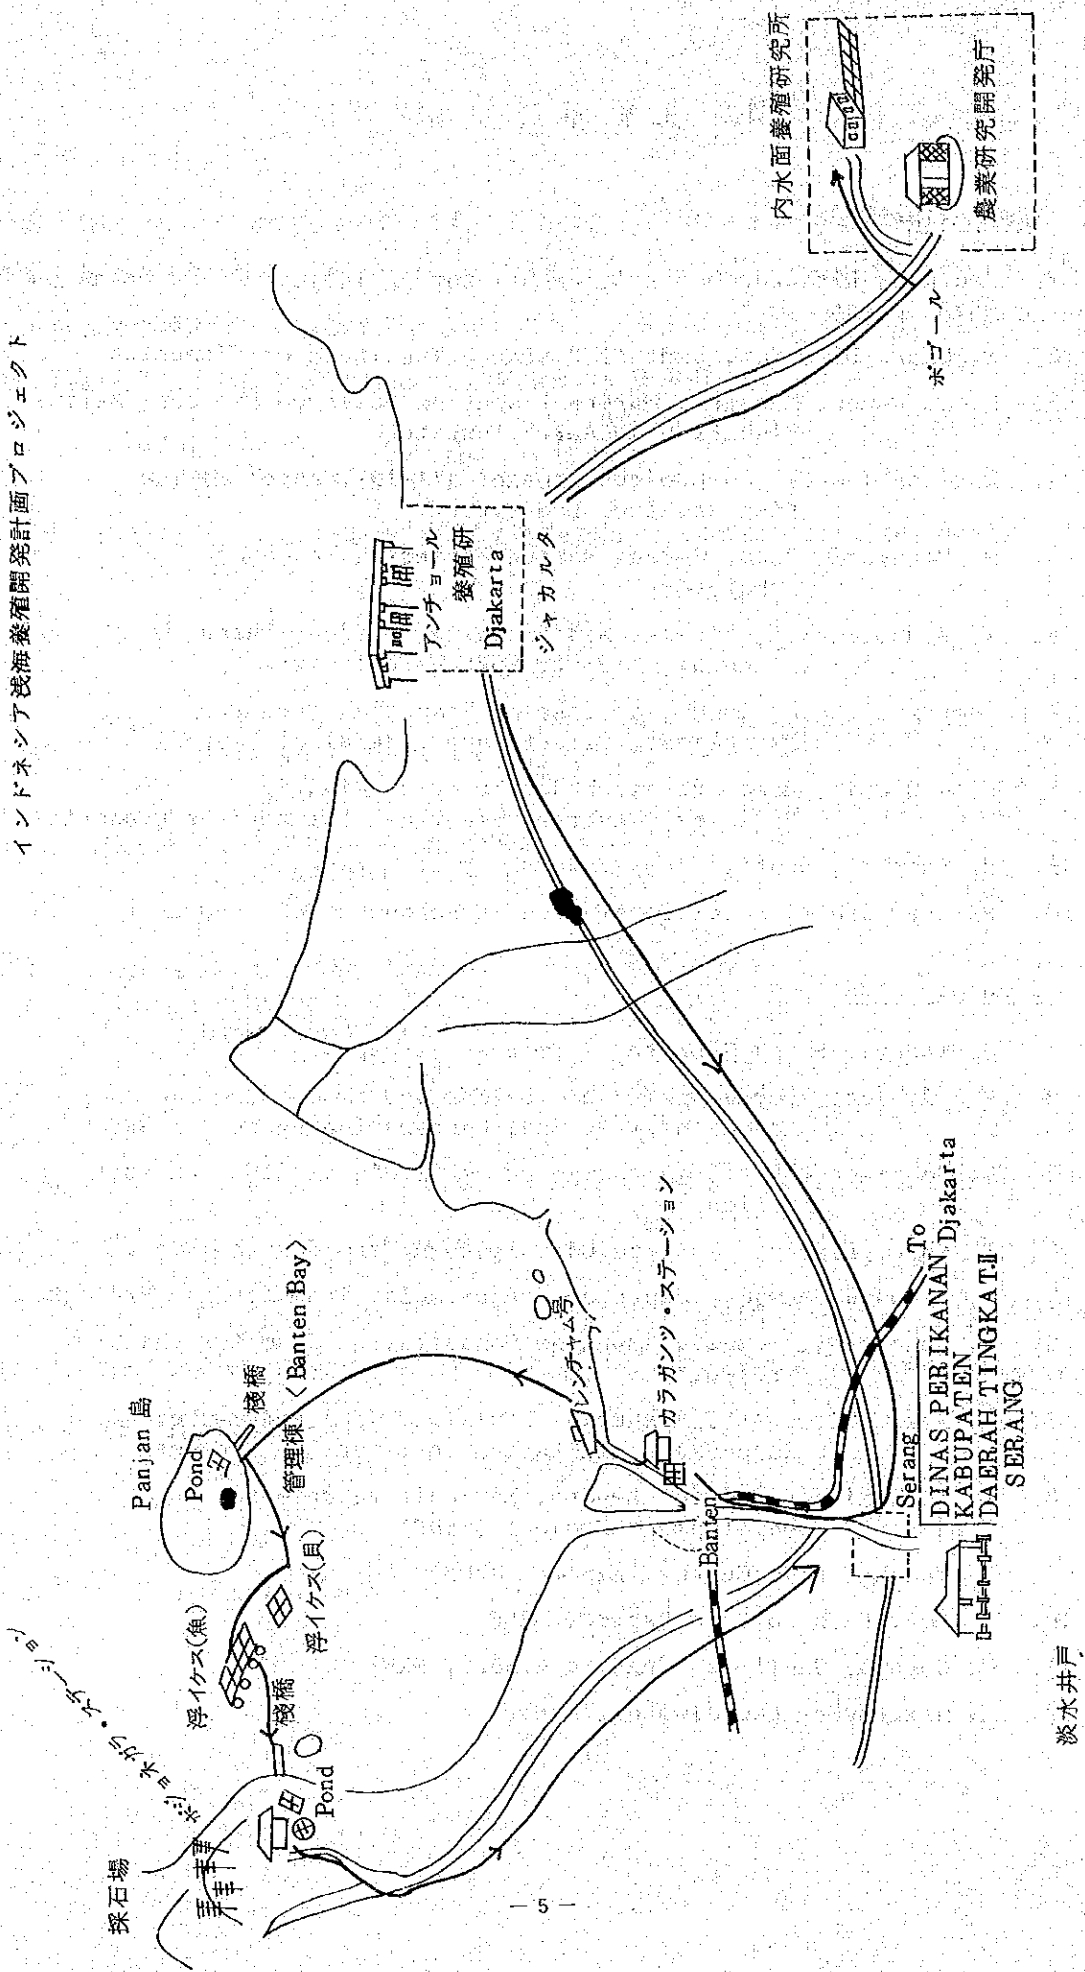 インドネシア浅海養殖開発計画プロジェクト
採石場
ボジョネガラ・ステーション
Pond
桟橋
浮イケス(魚)
浮イケス(貝)
Panjan 島
Pond
桟橋
管理棟
〈Banten Bay〉
レンチャム号
カラガンツ・ステーション
Banten
Serang
To
Djakarta
DINAS PERIKANAN
KABUPATEN
DAERAH TINGKAT II
SERANG
アンチョール
養殖研
Djakarta
ジャカルタ
ボゴール
内水面養殖研究所
農業研究開発庁
淡水井戸
— 5 —